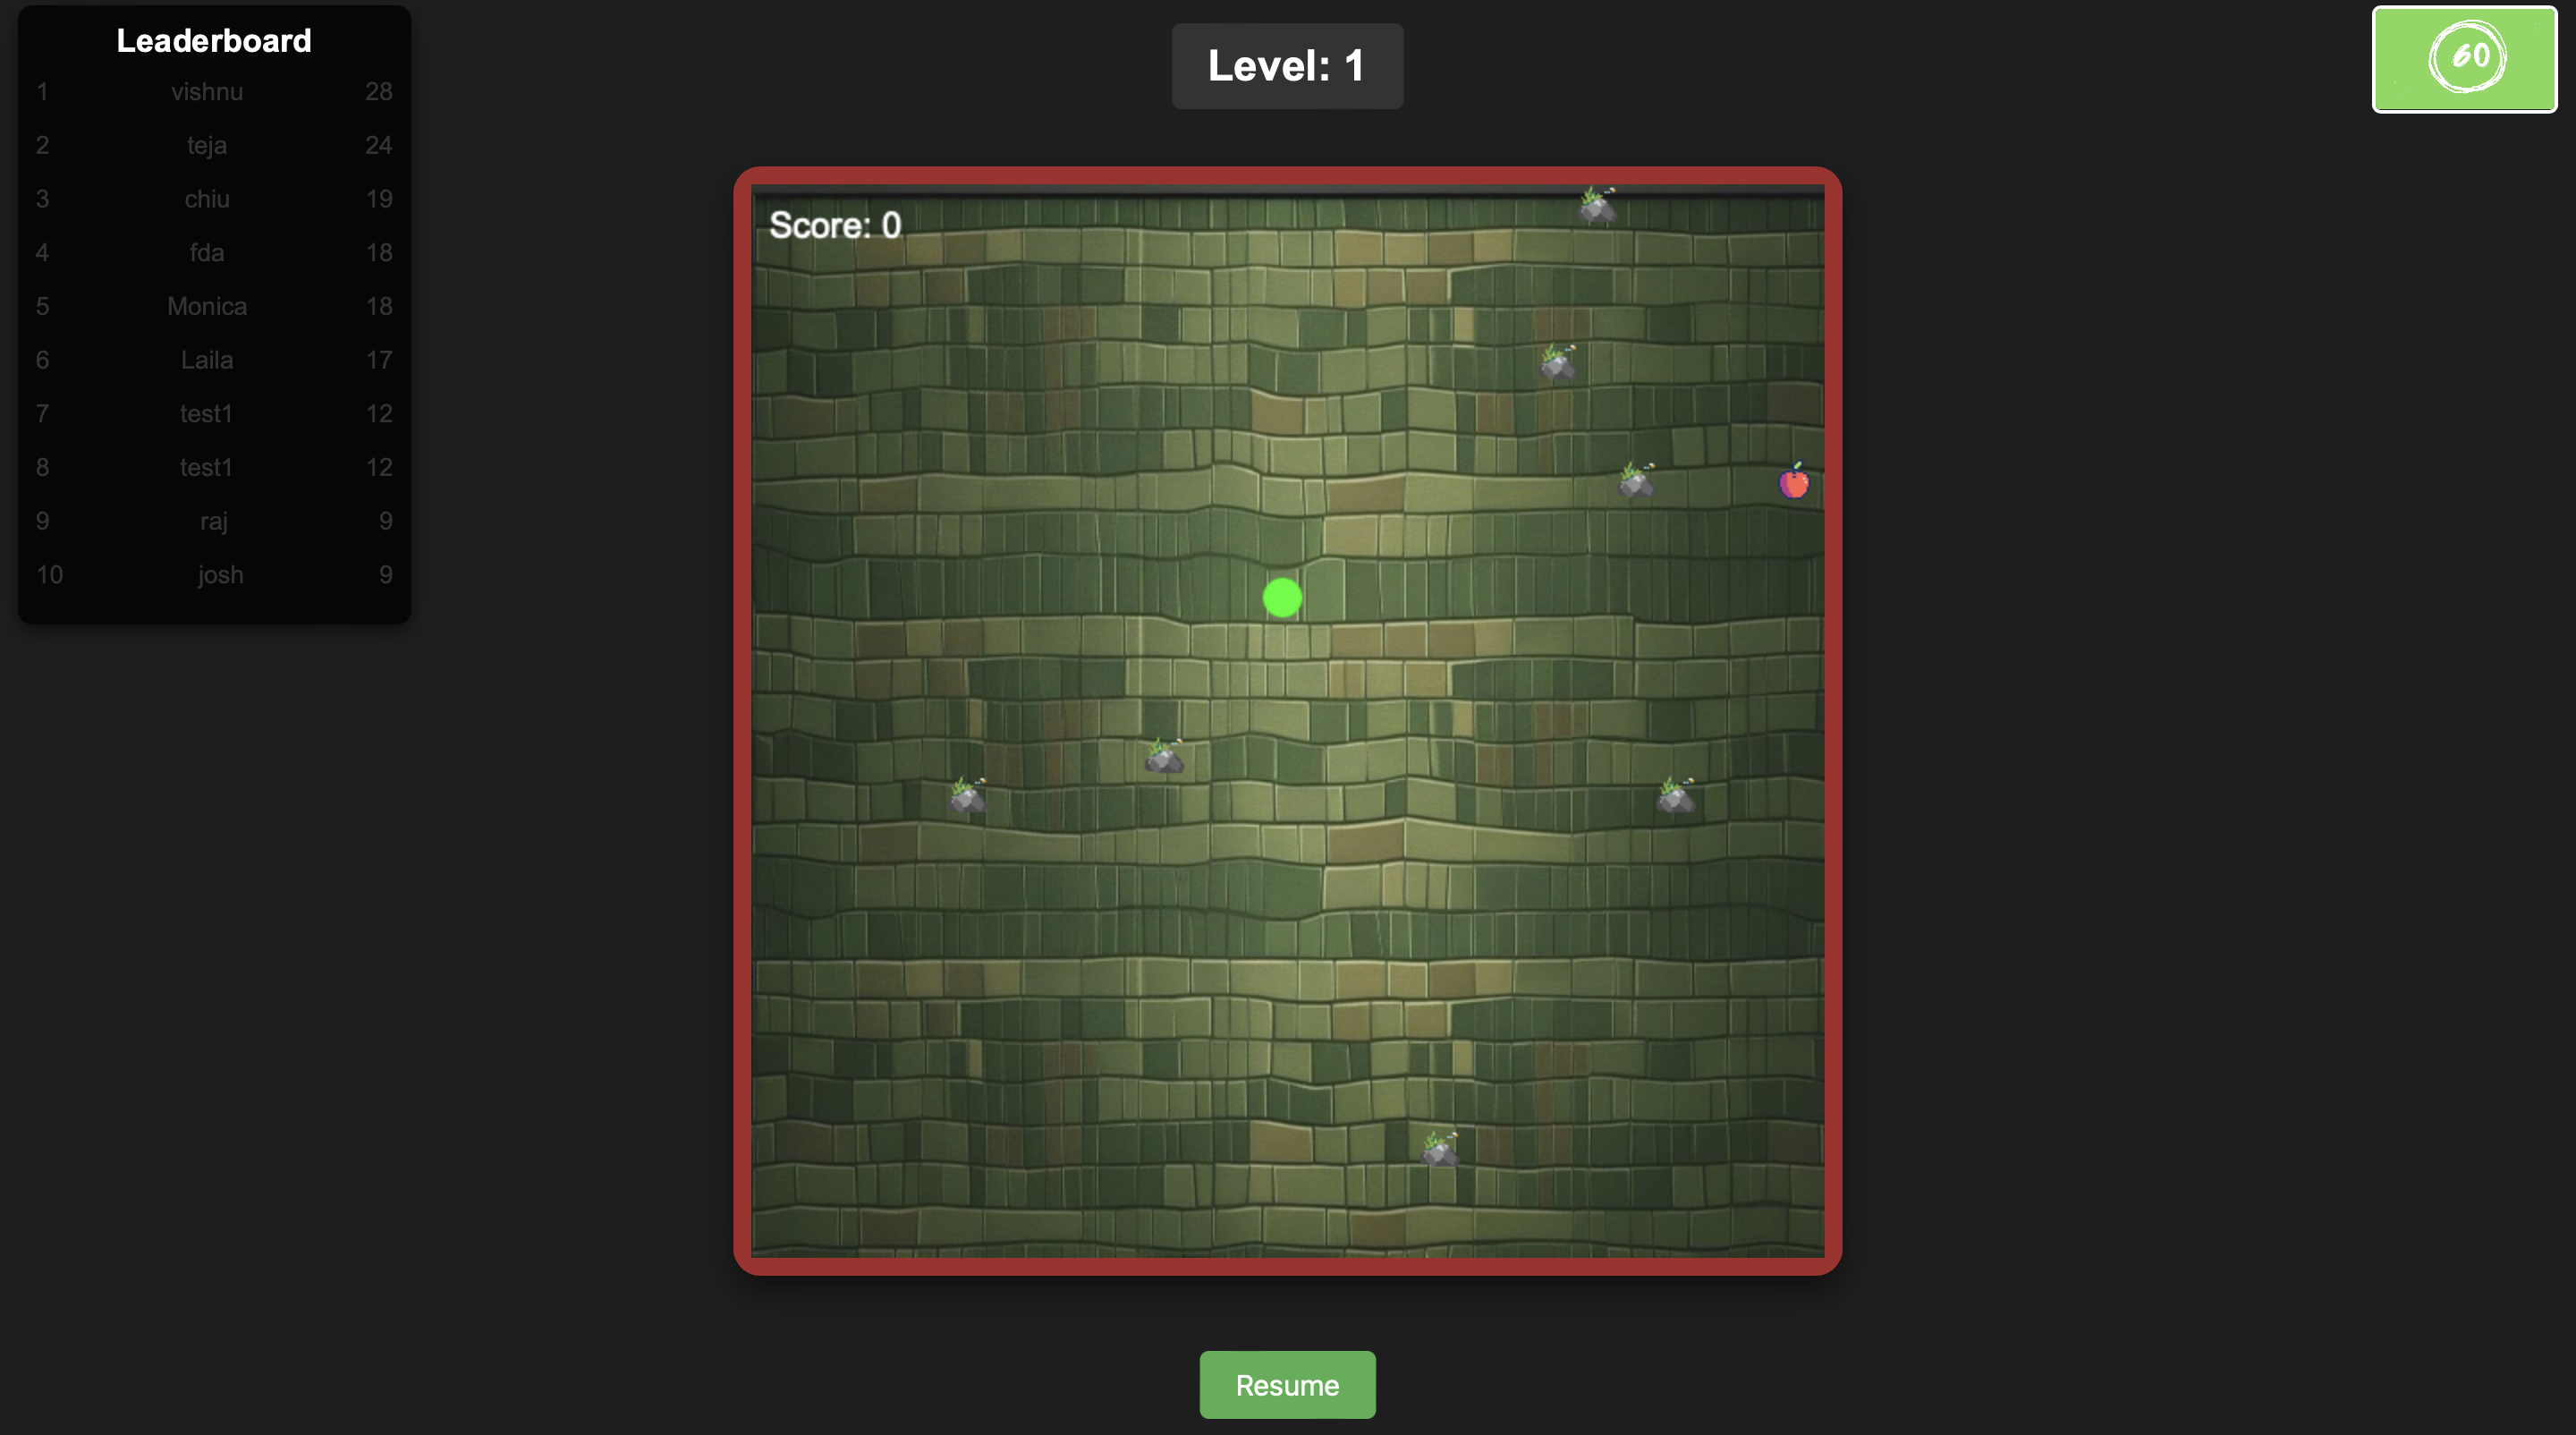 Leaderboard
1 vishnu 28
2 teja 24
3 chiu 19
4 fda 18
5 Monica 18
6 Laila 17
7 test1 12
8 test1 12
9 raj 9
10 josh 9
Level: 1
60
Score: 0
Resume